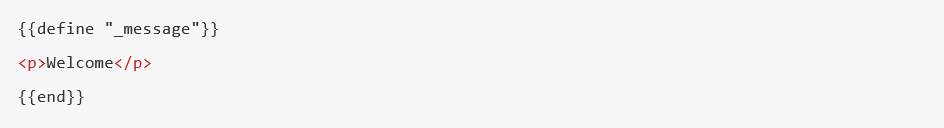 {{define "_message"}}
<p>Welcome</p>
{{end}}